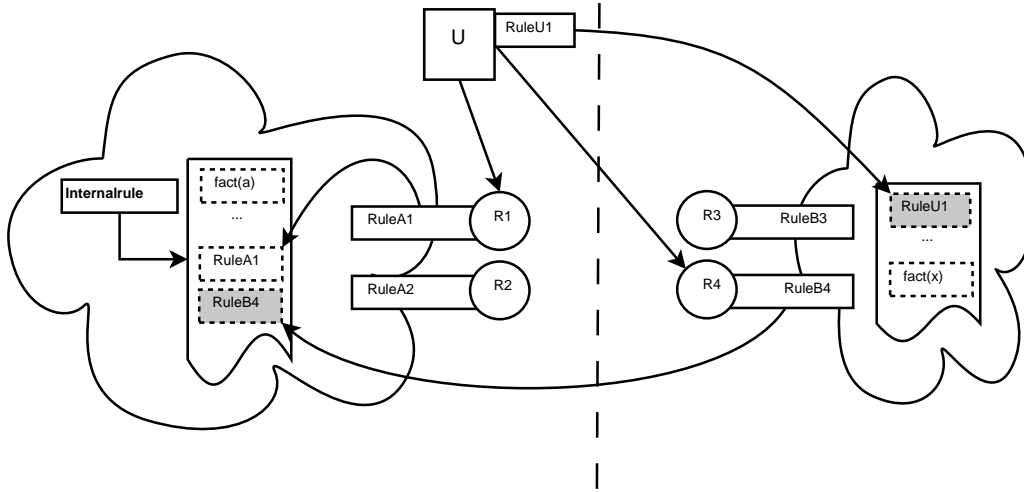 U
RuleU1
Internalrule
fact(a)
...
RuleA1
RuleB4
RuleA1
R1
RuleA2
R2
R3
RuleB3
R4
RuleB4
RuleU1
...
fact(x)